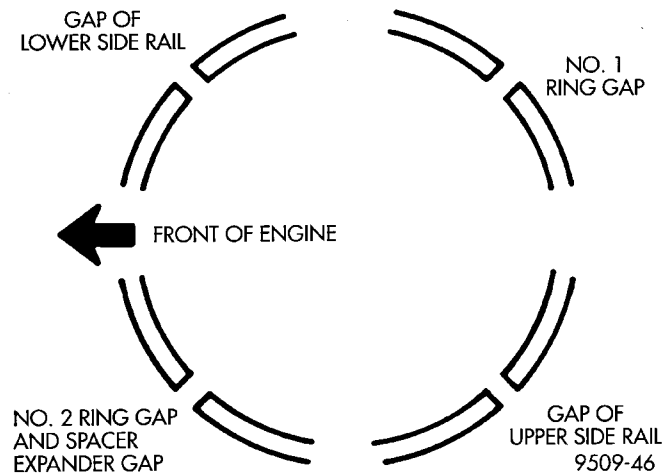 GAP OF
LOWER SIDE RAIL
NO. 1
RING GAP
FRONT OF ENGINE
NO. 2 RING GAP
AND SPACER
EXPANDER GAP
GAP OF
UPPER SIDE RAIL
9509-46